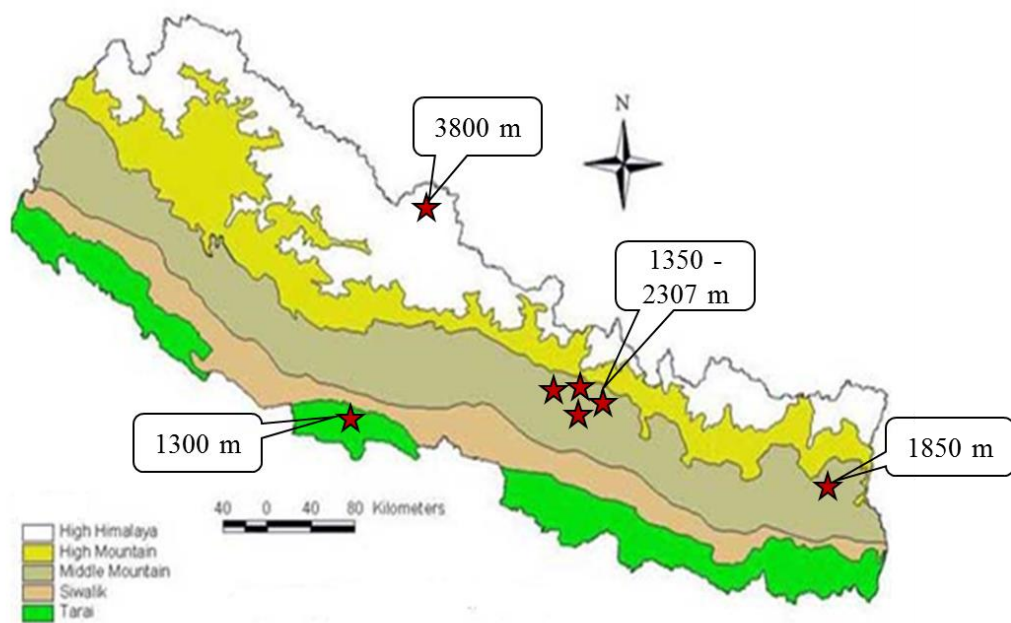 3800 m
N
1350 -
2307 m
1300 m
1850 m
40 0 40 80 Kilometers
High Himalaya
High Mountain
Middle Mountain
Siwalik
Tarai